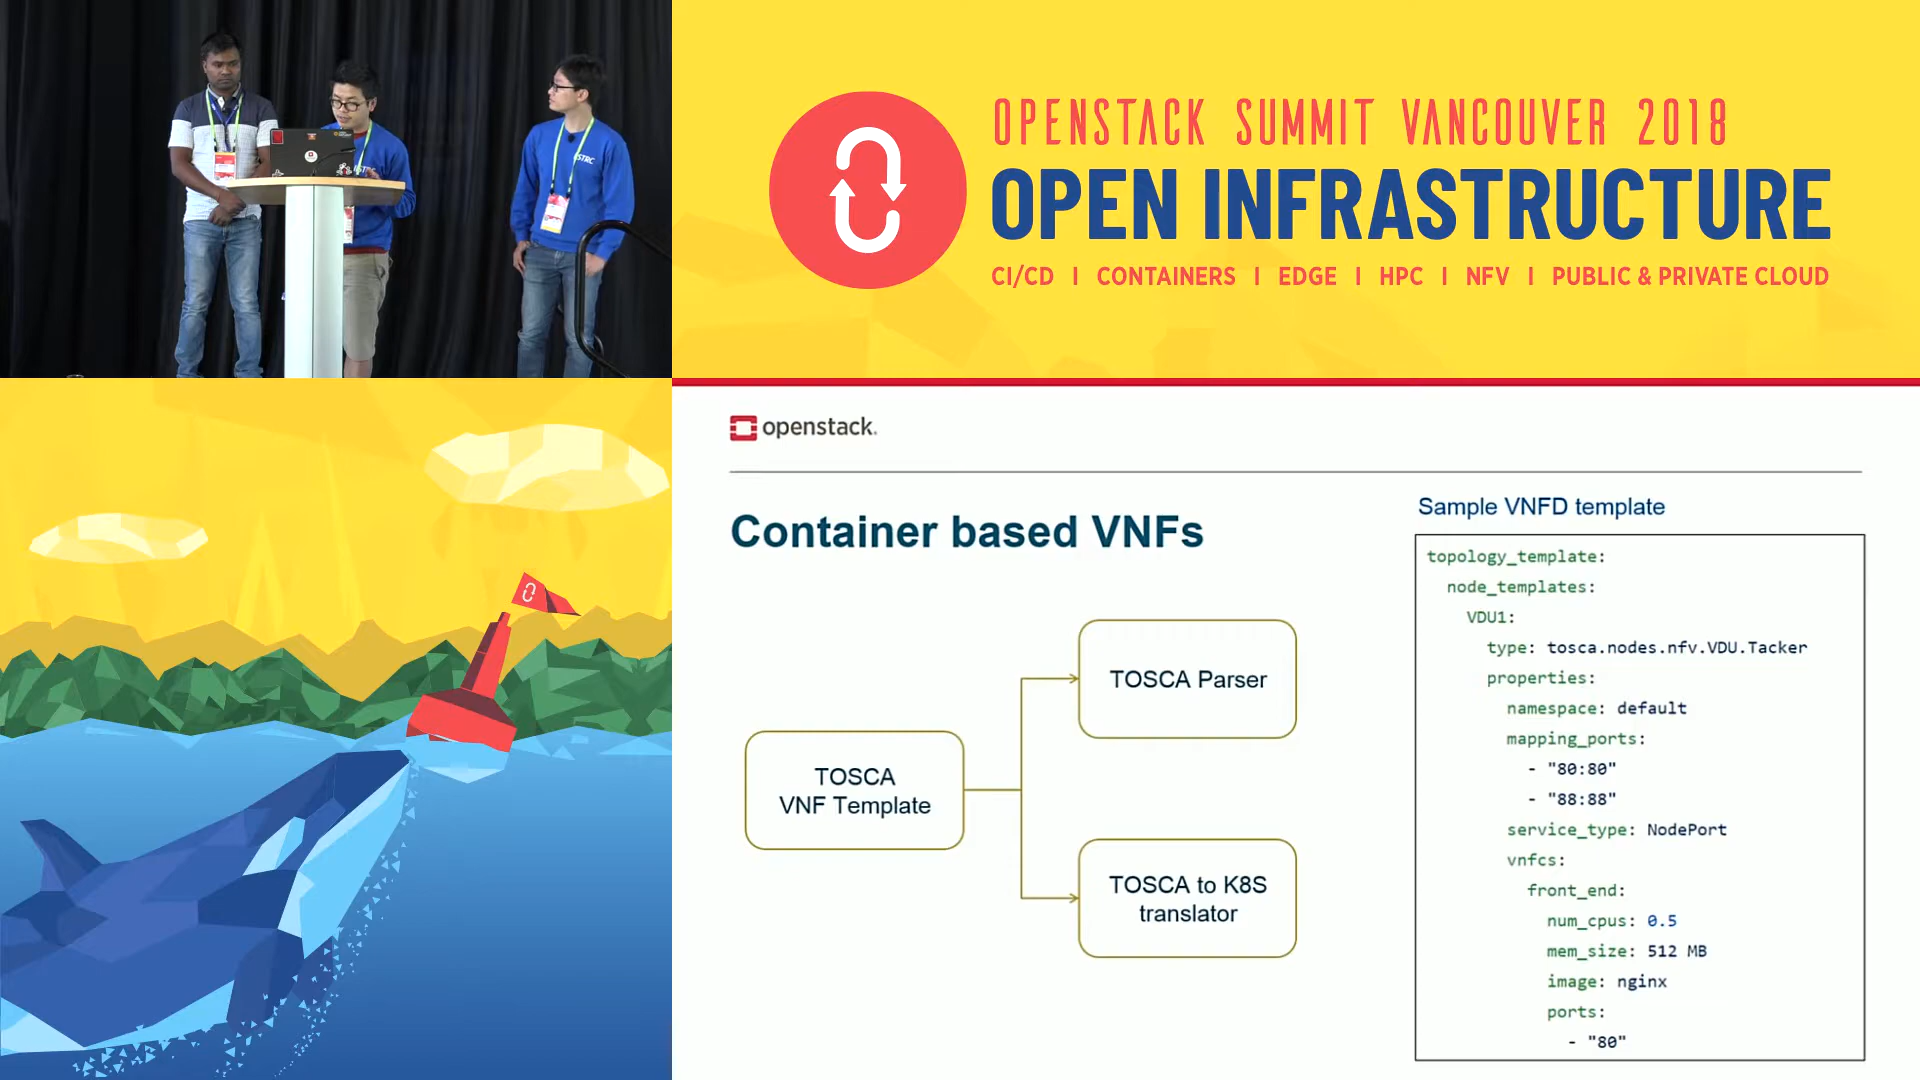 OPENSTACK SUMMIT VANCOUVER 2018
OPEN INFRASTRUCTURE
CI/CD | CONTAINERS | EDGE | HPC | NFV | PUBLIC & PRIVATE CLOUD
openstack.
Container based VNFs
TOSCA
VNF Template
TOSCA Parser
TOSCA to K8S
translator
Sample VNFD template
topology_template:
node_templates:
VDU1:
type: tosca.nodes.nfv.VDU.Tacker
properties:
namespace: default
mapping_ports:
- "80:80"
- "88:88"
service_type: NodePort
vnfcs:
front_end:
num_cpus: 0.5
mem_size: 512 MB
image: nginx
ports:
- "80"